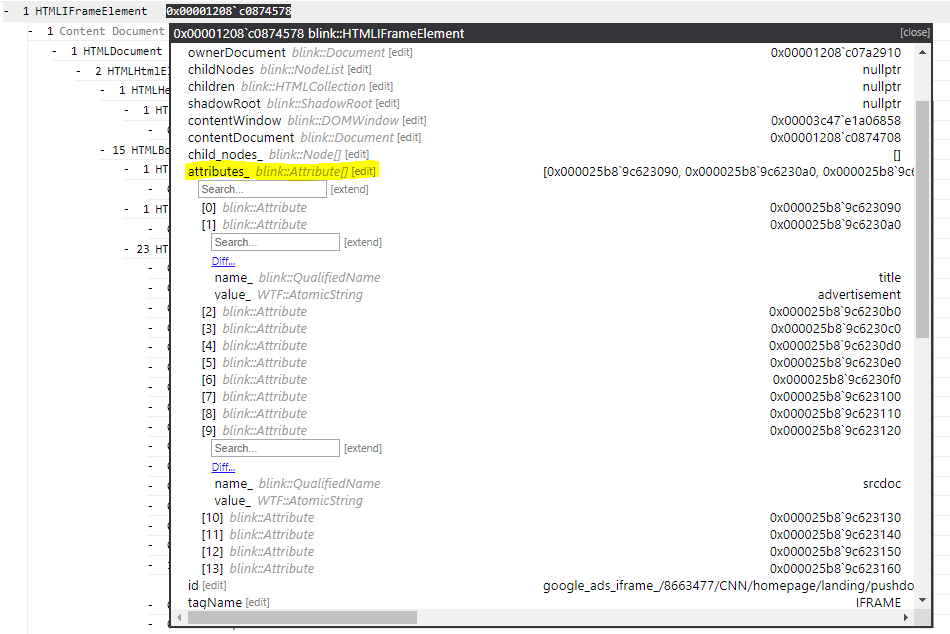 - 1 HTMLIFrameElement 0x00001208`c0874578
- 1 Content Document
- 1 HTMLDocument
- 2 HTMLHtmlE
- 1 HTMLHe
- 1 HT
-
- 15 HTMLBo
- 1 HT
-
- 1 HT
-
- 23 HT
0x00001208`c0874578 blink::HTMLIFrameElement [close]
ownerDocument blink::Document [edit] 0x00001208`c07a2910
childNodes blink::NodeList [edit] nullptr
children blink::HTMLCollection [edit] nullptr
shadowRoot blink::ShadowRoot [edit] nullptr
contentWindow blink::DOMWindow [edit] 0x00003c47`e1a06858
contentDocument blink::Document [edit] 0x00001208`c0874708
child_nodes_ blink::Node[] [edit] []
attributes_ blink::Attribute[] [edit] [0x000025b8`9c623090, 0x000025b8`9c6230a0, 0x000025b8`9c6
Search... [extend]
[0] blink::Attribute 0x000025b8`9c623090
[1] blink::Attribute 0x000025b8`9c6230a0
Search... [extend]
Diff...
name_ blink::QualifiedName title
value_ WTF::AtomicString advertisement
[2] blink::Attribute 0x000025b8`9c6230b0
[3] blink::Attribute 0x000025b8`9c6230c0
[4] blink::Attribute 0x000025b8`9c6230d0
[5] blink::Attribute 0x000025b8`9c6230e0
[6] blink::Attribute 0x000025b8`9c6230f0
[7] blink::Attribute 0x000025b8`9c623100
[8] blink::Attribute 0x000025b8`9c623110
[9] blink::Attribute 0x000025b8`9c623120
Search... [extend]
Diff...
name_ blink::QualifiedName srcdoc
value_ WTF::AtomicString
[10] blink::Attribute 0x000025b8`9c623130
[11] blink::Attribute 0x000025b8`9c623140
[12] blink::Attribute 0x000025b8`9c623150
[13] blink::Attribute 0x000025b8`9c623160
id [edit] google_ads_iframe_/8663477/CNN/homepage/landing/pushdo
tagName [edit] IFRAME